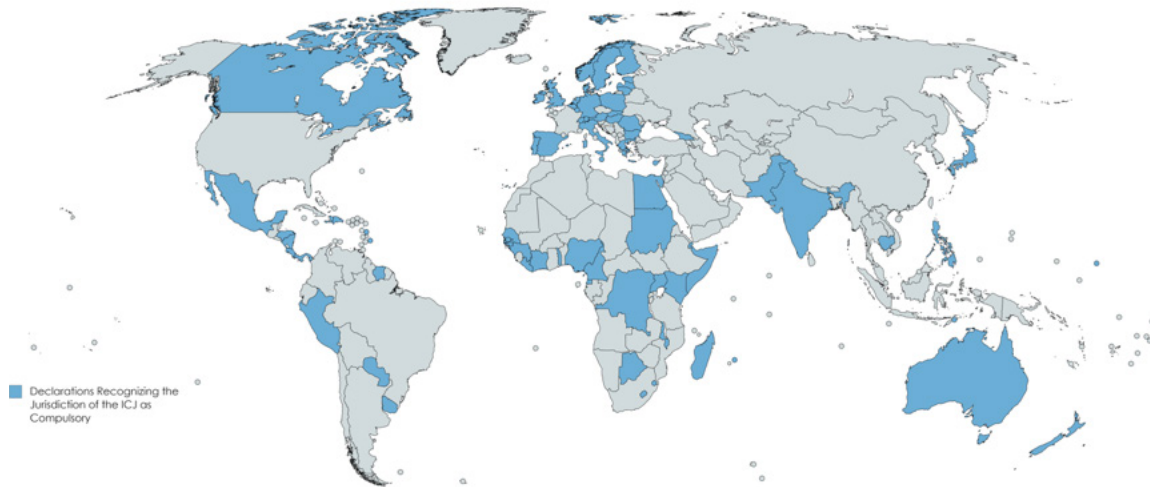 Declarations Recognizing the
Jurisdiction of the ICJ as
Compulsory